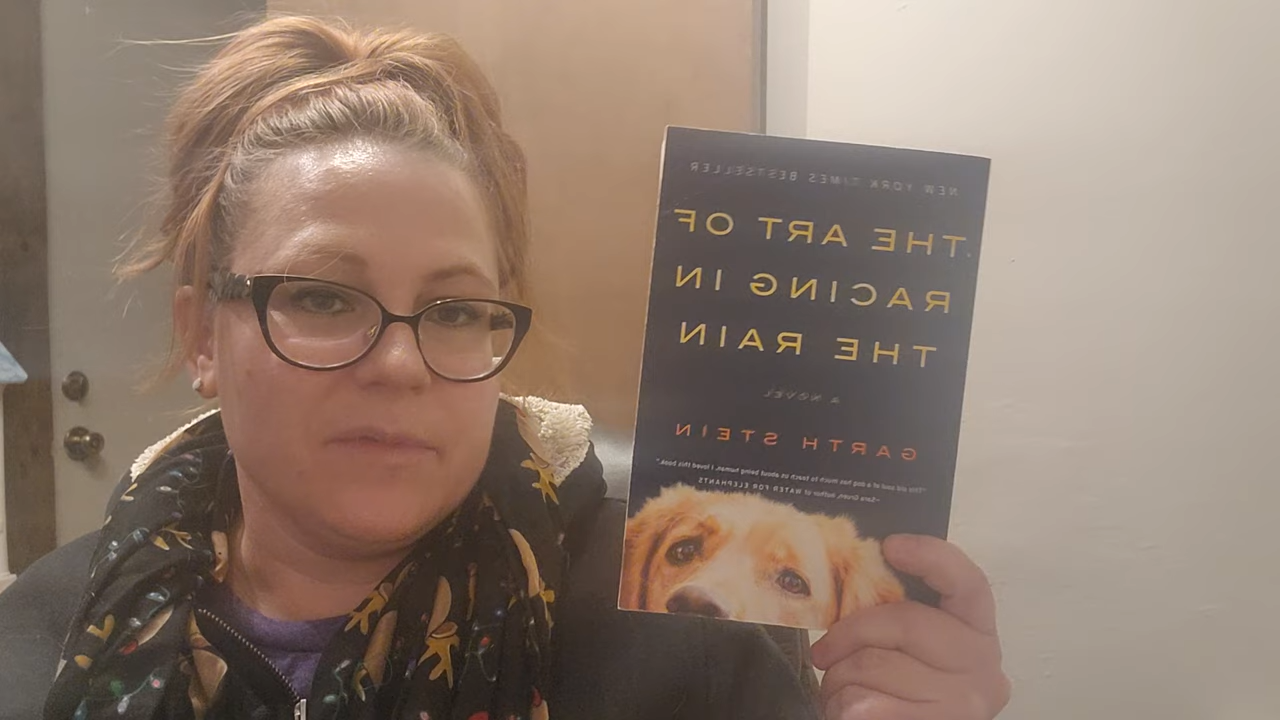 NEW YORK TIMES BESTSELLER
THE ART OF
RACING IN
THE RAIN
A NOVEL
GARTH STEIN
"This old soul of a dog has much to teach us about being human. I loved this book."
—Sara Gruen, author of WATER FOR ELEPHANTS